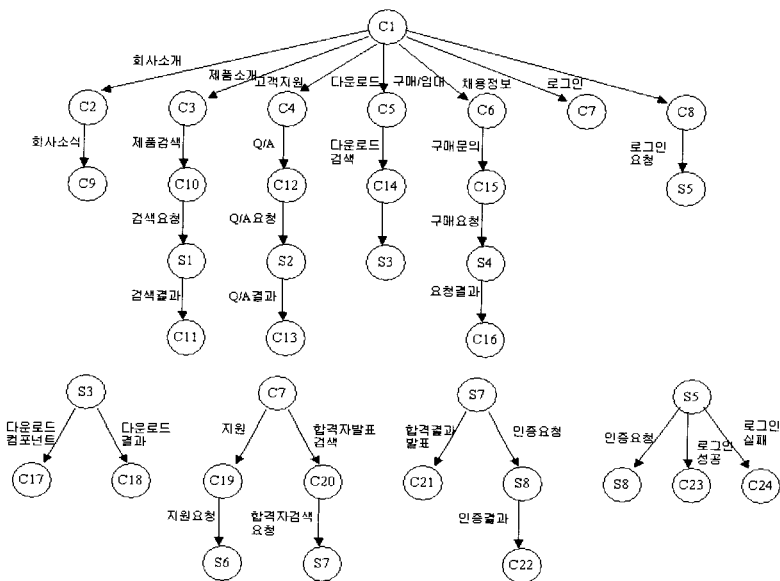 C1
회사소개
제품소개
고객지원
다운로드
구매/임대
채용정보
로그인
C2
C3
C4
C5
C6
C7
C8
회사소식
제품검색
Q/A
다운로드
검색
구매문의
로그인
요청
C9
C10
C12
C14
C15
S5
검색요청
Q/A요청
구매요청
S1
S2
S3
S4
검색결과
Q/A결과
요청결과
C11
C13
C16
S3
C7
S7
S5
다운로드
컴포넌트
다운로드
결과
지원
합격자발표
검색
합격결과
발표
인증요청
인증요청
로그인
성공
로그인
실패
C17
C18
C19
C20
C21
S8
S8
C23
C24
지원요청
합격자검색
요청
인증결과
S6
S7
C22